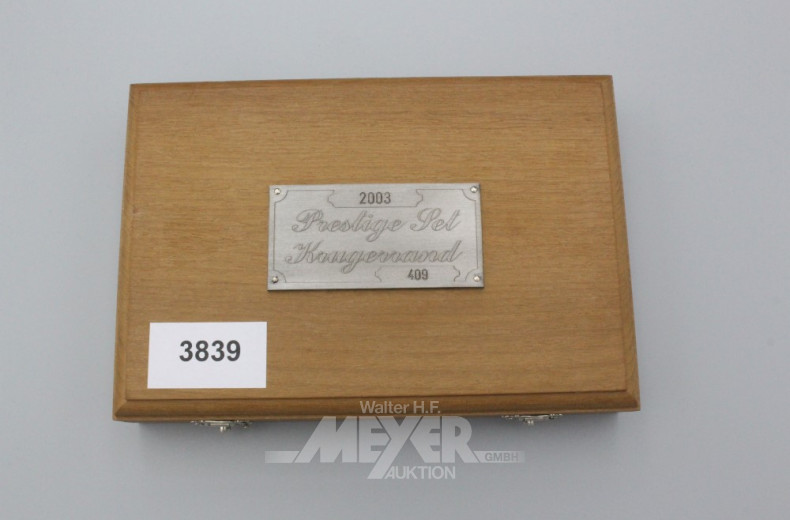 2003
Prestige Set
Krugerrand
409
3839
Walter H.F.
MEYER
GMBH
AUKTION